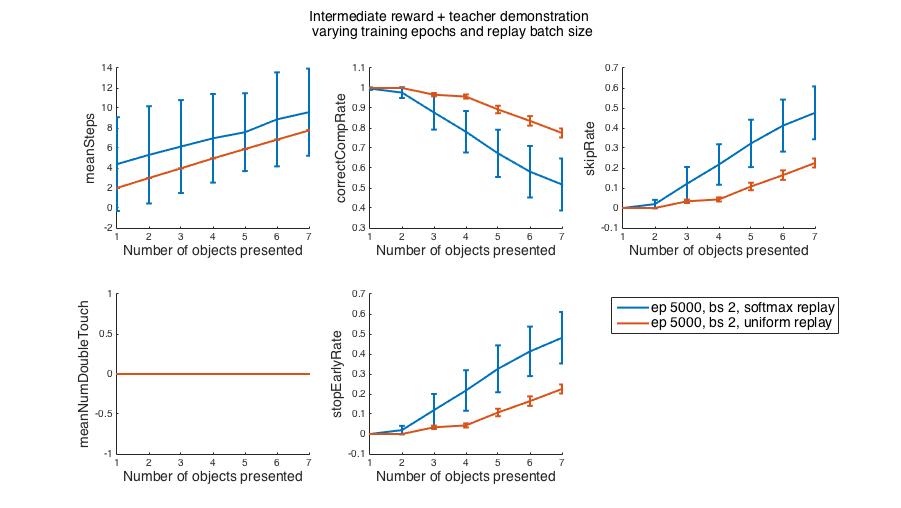 Intermediate reward + teacher demonstration
varying training epochs and replay batch size
meanSteps
14
12
10
8
6
4
2
0
-2
1 2 3 4 5 6 7
Number of objects presented
correctCompRate
1.1
1
0.9
0.8
0.7
0.6
0.5
0.4
0.3
1 2 3 4 5 6 7
Number of objects presented
skipRate
0.7
0.6
0.5
0.4
0.3
0.2
0.1
0
-0.1
1 2 3 4 5 6 7
Number of objects presented
meanNumDoubleTouch
1
0.5
0
-0.5
-1
1 2 3 4 5 6 7
Number of objects presented
stopEarlyRate
0.7
0.6
0.5
0.4
0.3
0.2
0.1
0
-0.1
1 2 3 4 5 6 7
Number of objects presented
ep 5000, bs 2, softmax replay
ep 5000, bs 2, uniform replay